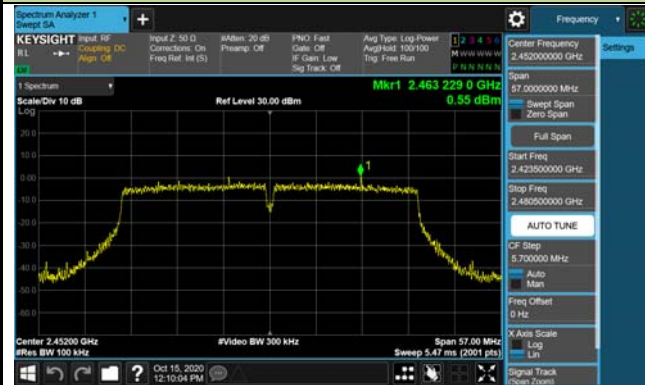 Spectrum Analyzer 1
Swept SA
+
Frequency
KEYSIGHT Input: RF Input Z: 50 Ω #Atten: 20 dB PNO: Fast Avg Type: Log-Power 1 2 3 4 5 6
RL Coupling: DC Corrections: On Preamp: Off Gate: Off Avg|Hold: 100/100 M W W W W W
Align: Off Freq Ref: Int (S) IF Gain: Low Trig: Free Run
Sig Track: Off P N N N N N
LXI
Center Frequency
2.452000000 GHz
Settings
1 Spectrum
Mkr1 2.463 229 0 GHz
Scale/Div 10 dB Ref Level 30.00 dBm 0.55 dBm
Log
Span
57.0000000 MHz
Swept Span
Zero Span
Full Span
Start Freq
2.423500000 GHz
Stop Freq
2.480500000 GHz
AUTO TUNE
CF Step
5.700000 MHz
Auto
Man
Freq Offset
0 Hz
X Axis Scale
Log
Lin
Signal Track
(Span Zoom)
20.0
10.0
0.00
1
-10.0
-20.0
-30.0
-40.0
-50.0
-60.0
Center 2.45200 GHz #Video BW 300 kHz Span 57.00 MHz
#Res BW 100 kHz Sweep 5.47 ms (2001 pts)
? Oct 15, 2020
12:10:04 PM